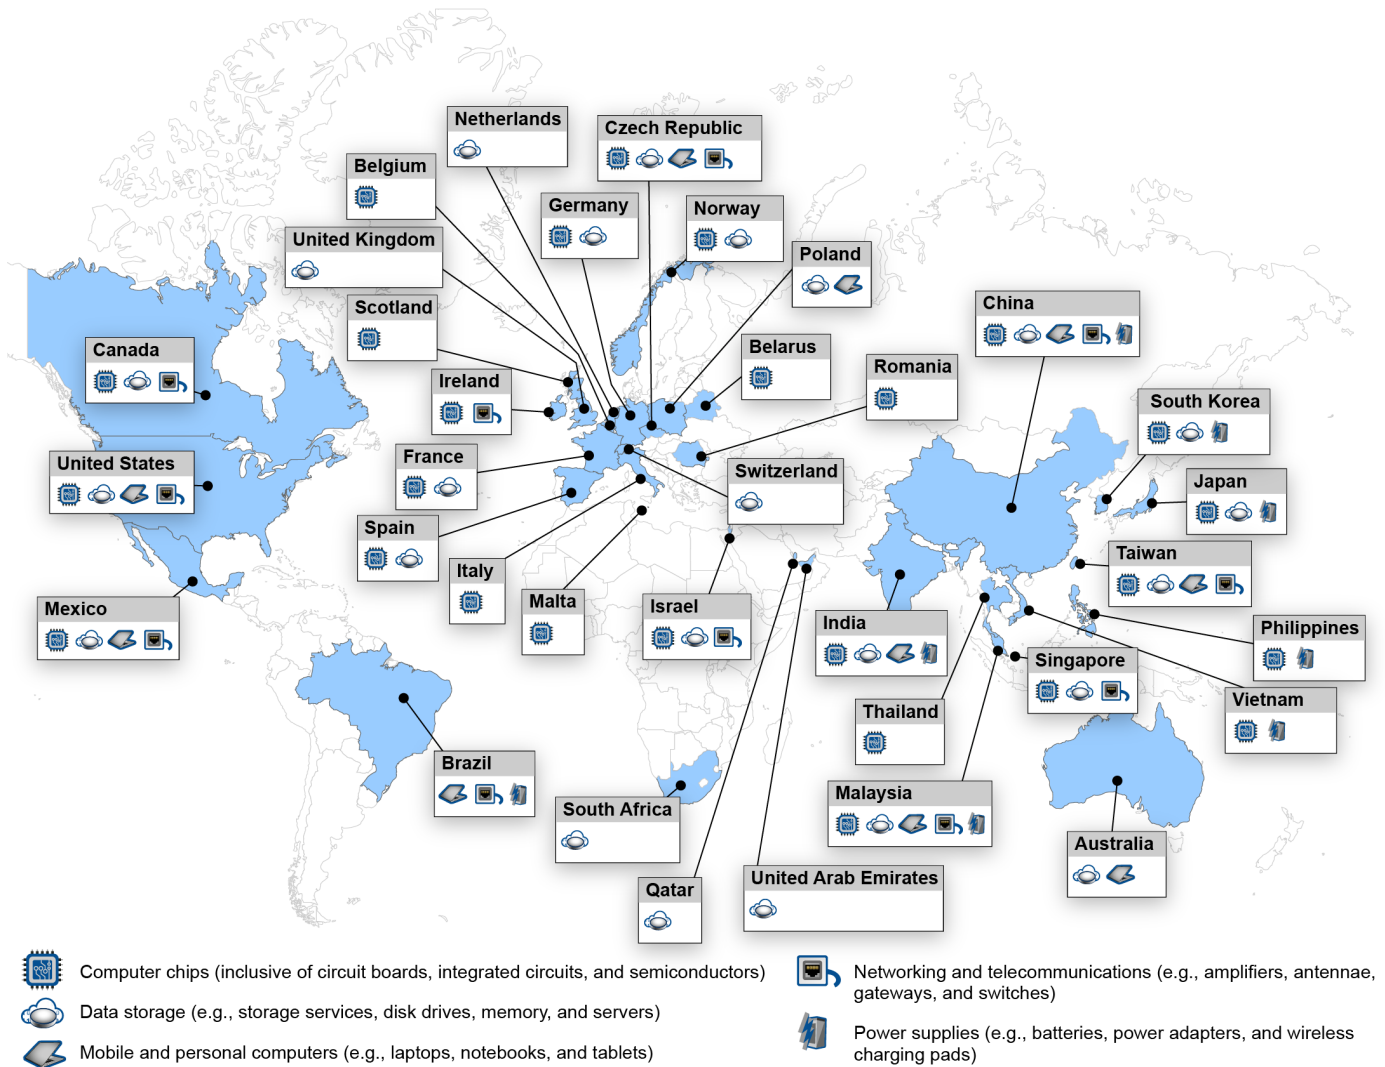 Netherlands
Czech Republic
Belgium
Germany
Norway
United Kingdom
Poland
Scotland
China
Canada
Belarus
Ireland
Romania
South Korea
United States
France
Switzerland
Japan
Spain
Taiwan
Italy
Mexico
Malta
Israel
India
Philippines
Singapore
Vietnam
Thailand
Brazil
Malaysia
South Africa
Australia
Qatar
United Arab Emirates
Computer chips (inclusive of circuit boards, integrated circuits, and semiconductors)
Data storage (e.g., storage services, disk drives, memory, and servers)
Mobile and personal computers (e.g., laptops, notebooks, and tablets)
Networking and telecommunications (e.g., amplifiers, antennae,
gateways, and switches)
Power supplies (e.g., batteries, power adapters, and wireless
charging pads)